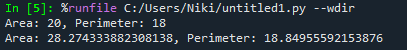 In [5]: %runfile C:/Users/Niki/untitled1.py --wdir
Area: 20, Perimeter: 18
Area: 28.274333882308138, Perimeter: 18.84955592153876